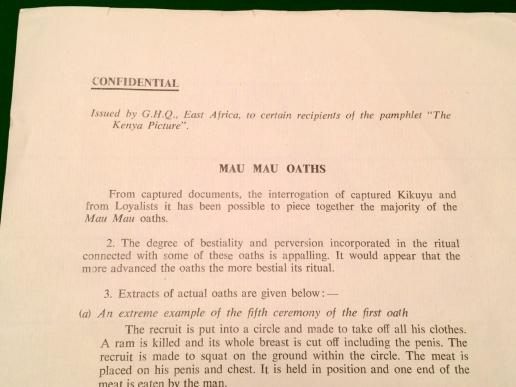 CONFIDENTIAL
Issued by G.H.Q., East Africa, to certain recipients of the pamphlet "The
Kenya Picture".
MAU MAU OATHS
From captured documents, the interrogation of captured Kikuyu and
from Loyalists it has been possible to piece together the majority of the
Mau Mau oaths.
2. The degree of bestiality and perversion incorporated in the ritual
connected with some of these oaths is appalling. It would appear that the
more advanced the oaths the more bestial its ritual.
3. Extracts of actual oaths are given below:—
(a) An extreme example of the fifth ceremony of the first oath
The recruit is put into a circle and made to take off all his clothes.
A ram is killed and its whole breast is cut off including the penis. The
recruit is made to squat on the ground within the circle. The meat is
placed on his penis and chest. It is held in position and one end of the
meat is eaten by the man.